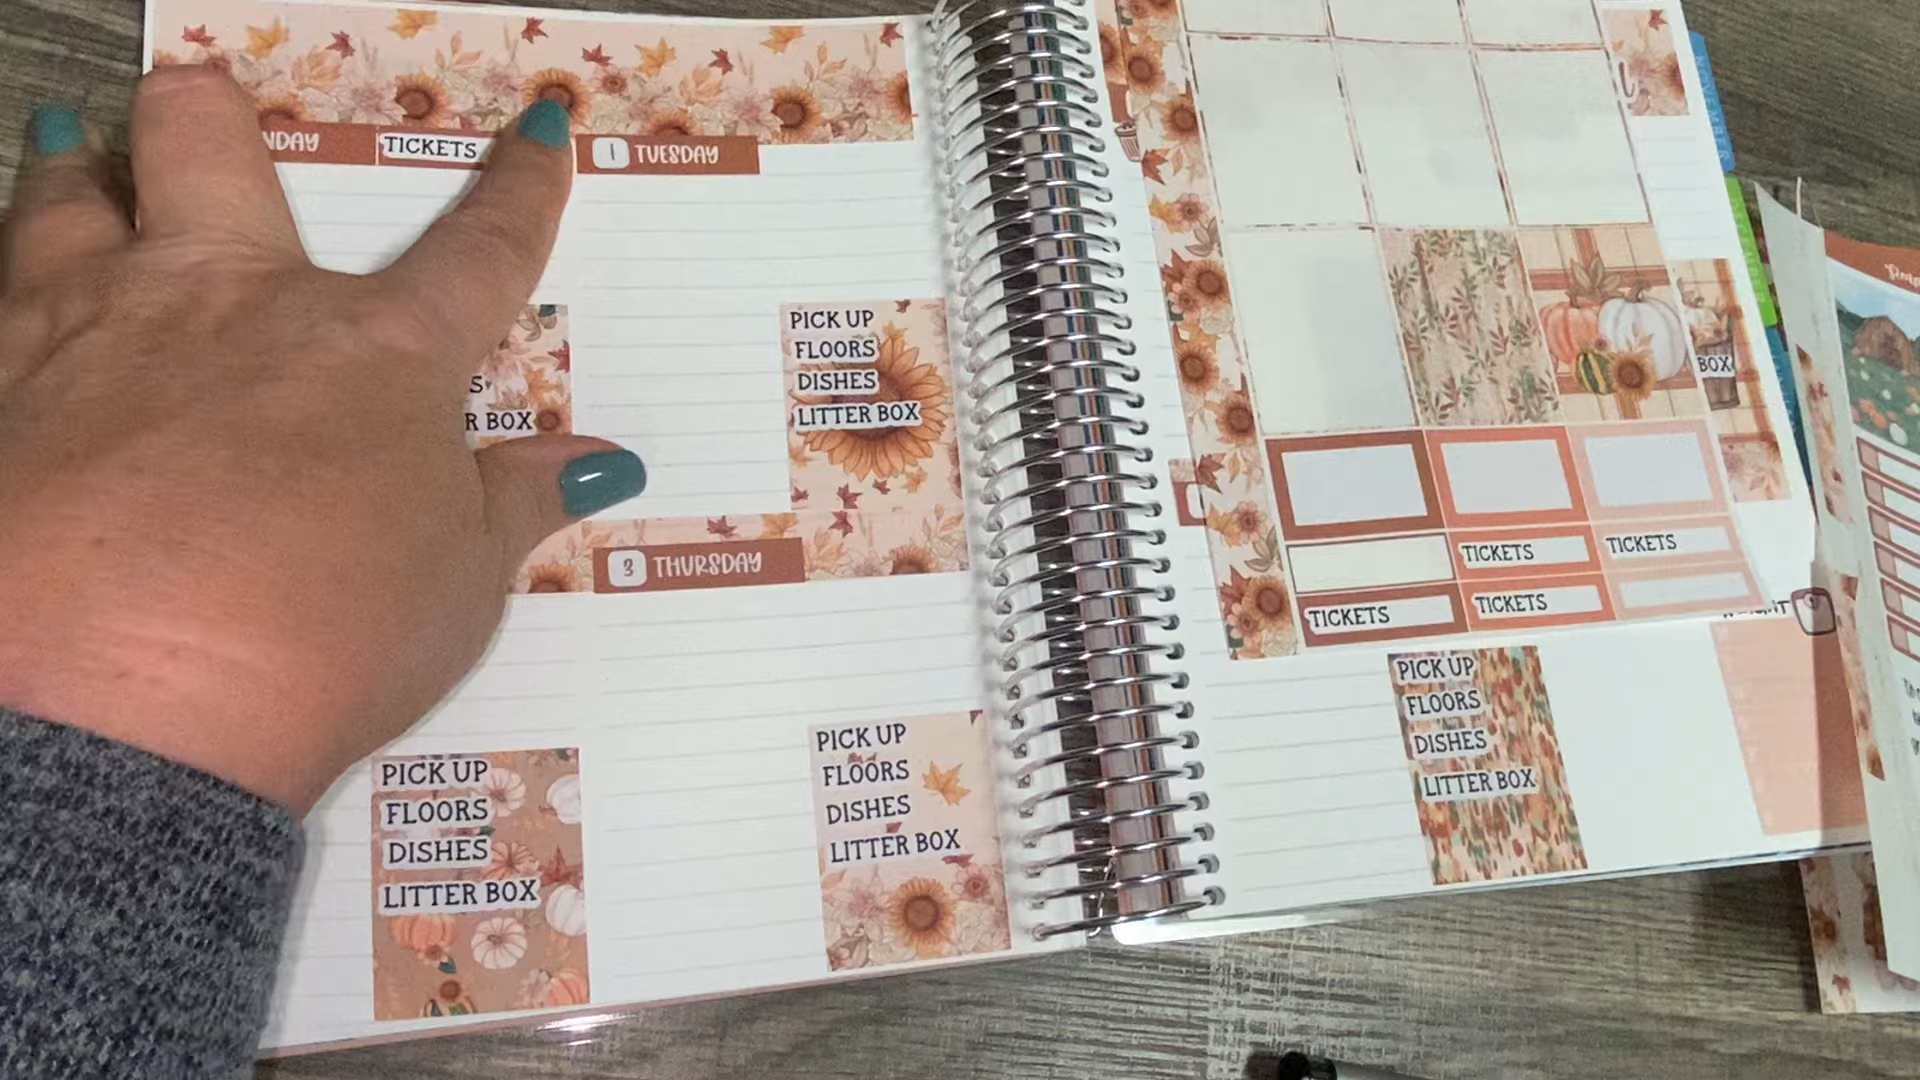 NDAY
TICKETS
1 TUESDAY
S
R BOX
PICK UP
FLOORS
DISHES
LITTER BOX
3 THURSDAY
PICK UP
FLOORS
DISHES
LITTER BOX
PICK UP
FLOORS
DISHES
LITTER BOX
BOX
TICKETS
TICKETS
TICKETS
TICKETS
PICK UP
FLOORS
DISHES
LITTER BOX